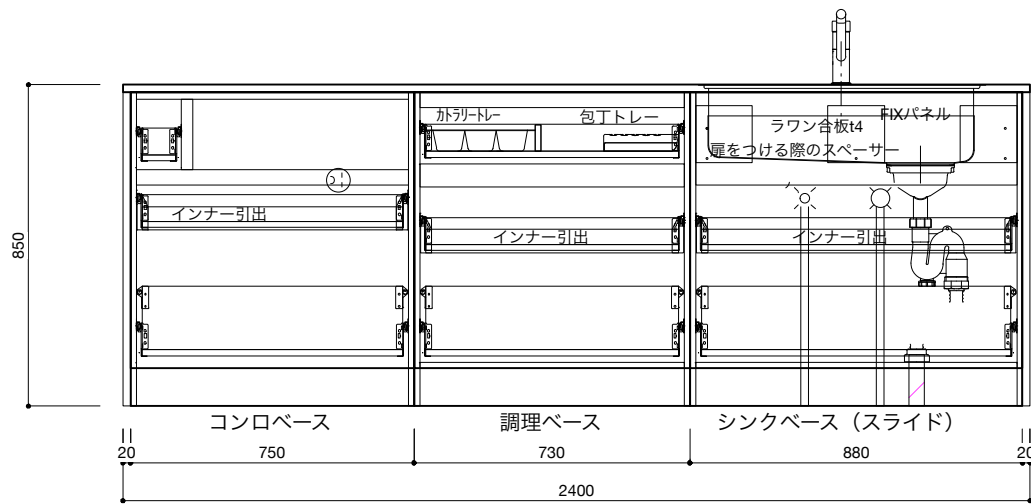 カトラリートレー
包丁トレー
FIXパネル
ラワン合板t4
扉をつける際のスペーサー
インナー引出
インナー引出
インナー引出
850
コンロベース
調理ベース
シンクベース（スライド）
20
750
730
880
20
2400